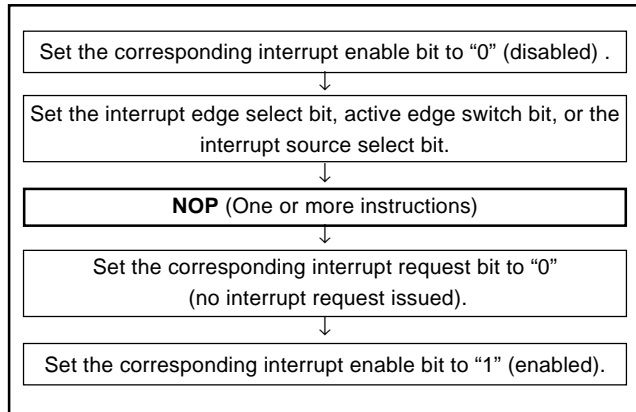 Set the corresponding interrupt enable bit to “0” (disabled) .
↓
Set the interrupt edge select bit, active edge switch bit, or the
interrupt source select bit.
↓
NOP (One or more instructions)
↓
Set the corresponding interrupt request bit to “0”
(no interrupt request issued).
↓
Set the corresponding interrupt enable bit to “1” (enabled).